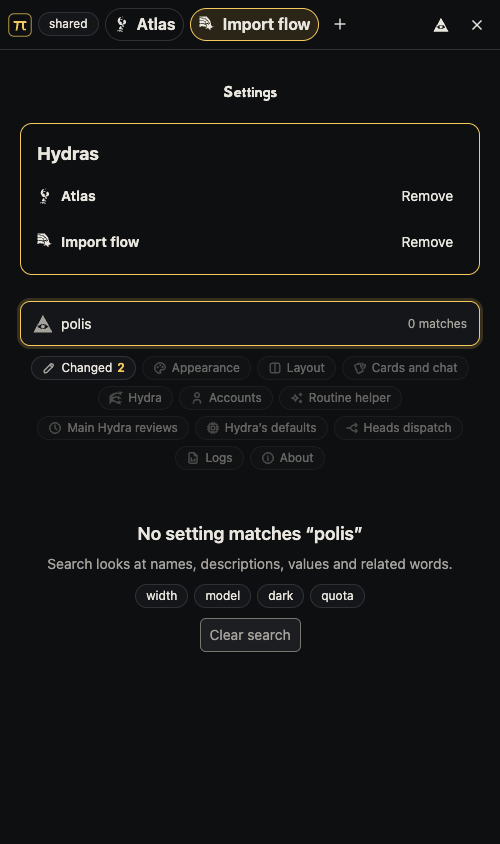 π shared Atlas Import flow
Settings
Hydras
Atlas Remove
Import flow Remove
polis 0 matches
Changed 2 Appearance Layout Cards and chat
Hydra Accounts Routine helper
Main Hydra reviews Hydra's defaults Heads dispatch
Logs About
No setting matches “polis”
Search looks at names, descriptions, values and related words.
width model dark quota
Clear search